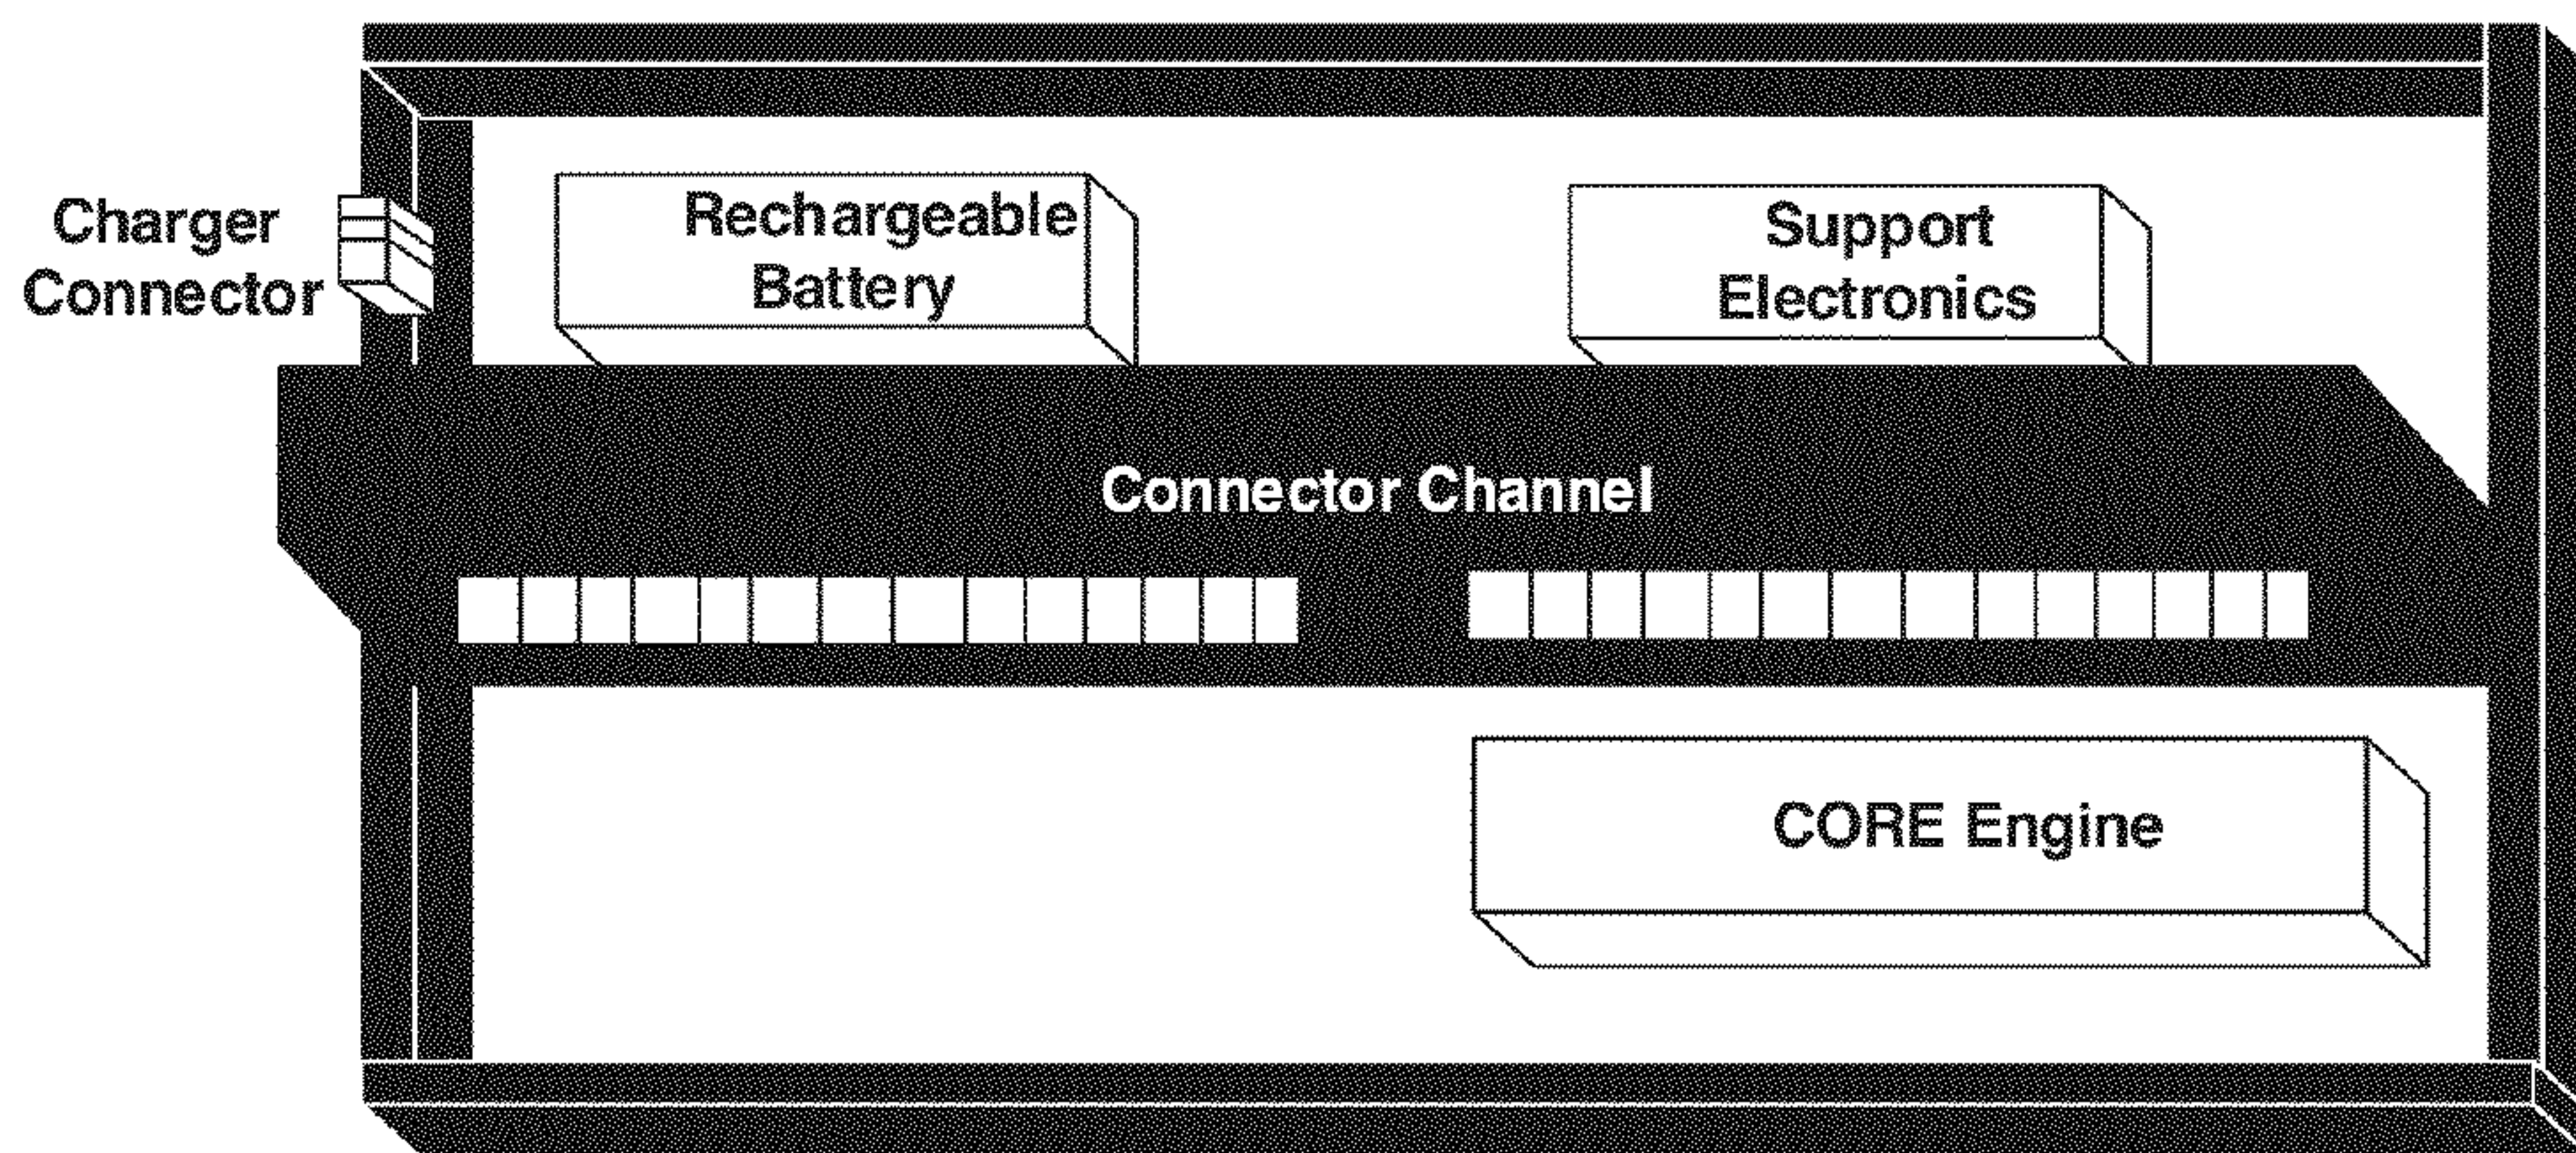 Charger
Connector
Rechargeable
Battery
Support
Electronics
Connector Channel
CORE Engine